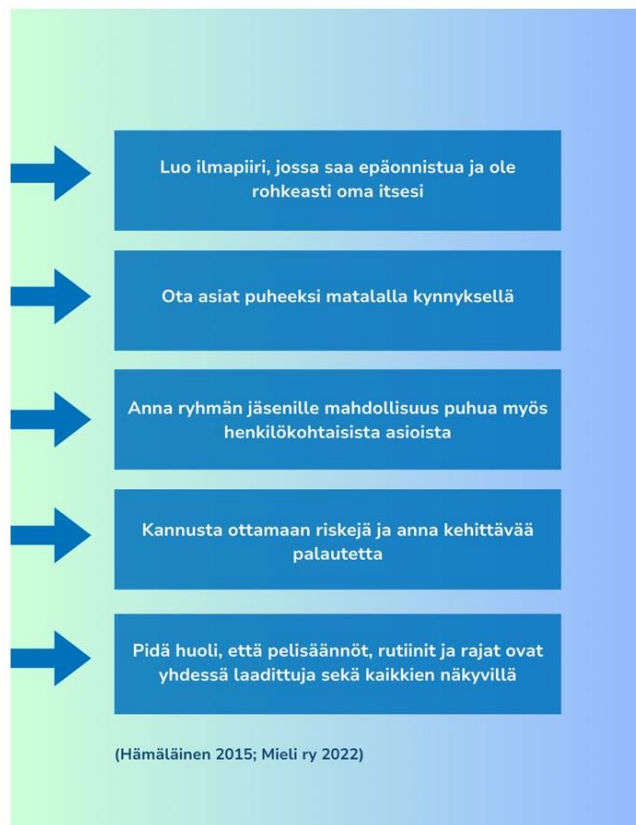 Luo ilmapiiri, jossa saa epäonnistua ja ole
rohkeasti oma itsesi
Ota asiat puheeksi matalalla kynnyksellä
Anna ryhmän jäsenille mahdollisuus puhua myös
henkilökohtaisista asioista
Kannusta ottamaan riskejä ja anna kehittävää
palautetta
Pidä huoli, että pelisäännöt, rutiinit ja rajat ovat
yhdessä laadittuja sekä kaikkien näkyvillä
(Hämäläinen 2015; Mieli ry 2022)